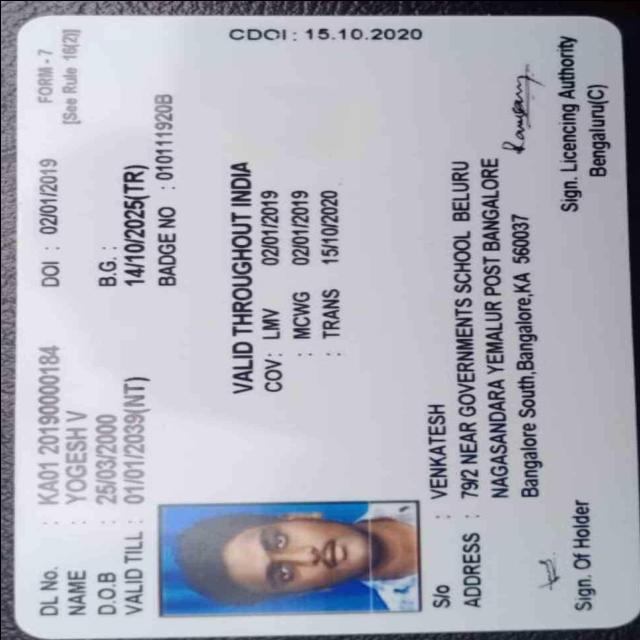 DL No. : KA01 20190000184 DOI : 02/01/2019 FORM - 7
NAME : YOGESH V [See Rule 16(2)]
D.O.B : 25/03/2000 B.G. :
VALID TILL : 01/01/2039(NT) 14/10/2025(TR)
BADGE NO : 010111920B
VALID THROUGHOUT INDIA
COV : LMV 02/01/2019
: MCWG 02/01/2019
: TRANS 15/10/2020
CDOI : 15.10.2020
S/o : VENKATESH
ADDRESS : 79/2 NEAR GOVERNMENTS SCHOOL BELURU
NAGASANDARA YEMALUR POST BANGALORE
Bangalore South,Bangalore,KA 560037
Sign. Of Holder
Sign. Licencing Authority
Bengaluru(C)